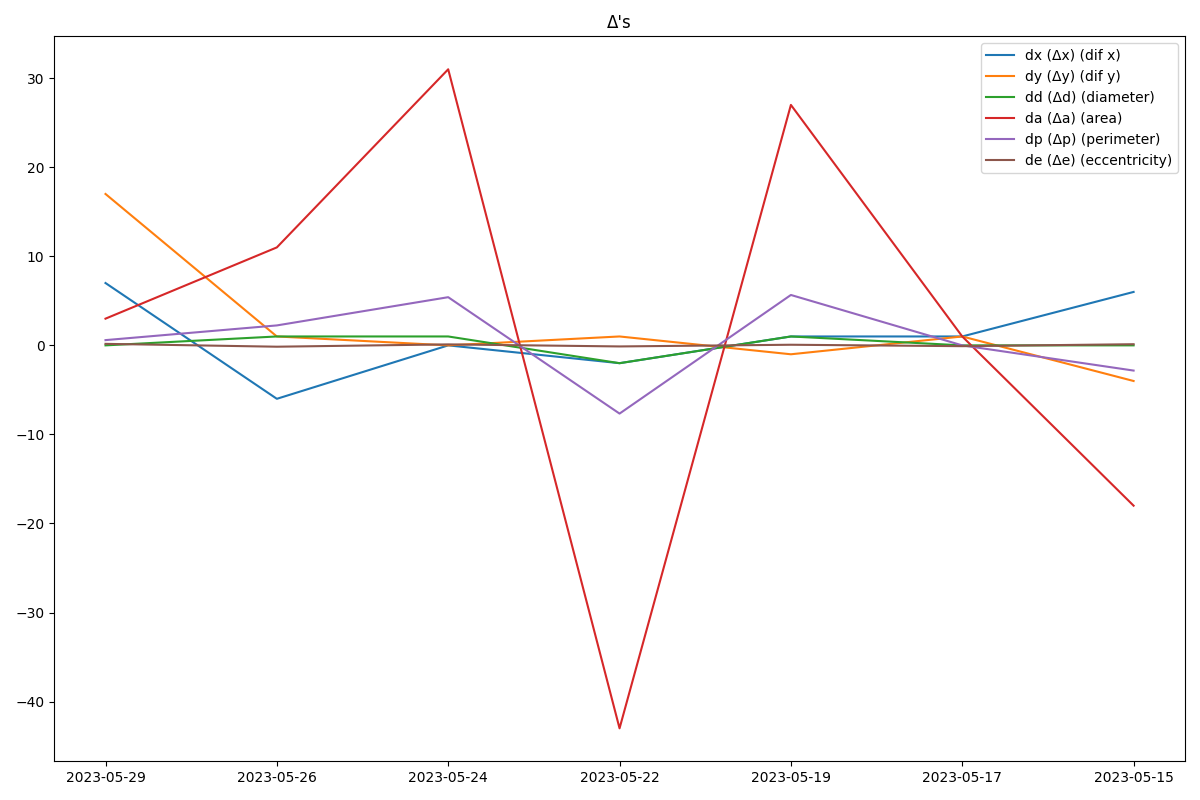 Δ's
dx (Δx) (dif x)
dy (Δy) (dif y)
dd (Δd) (diameter)
da (Δa) (area)
dp (Δp) (perimeter)
de (Δe) (eccentricity)
30
20
10
0
−10
−20
−30
−40
2023-05-29 2023-05-26 2023-05-24 2023-05-22 2023-05-19 2023-05-17 2023-05-15